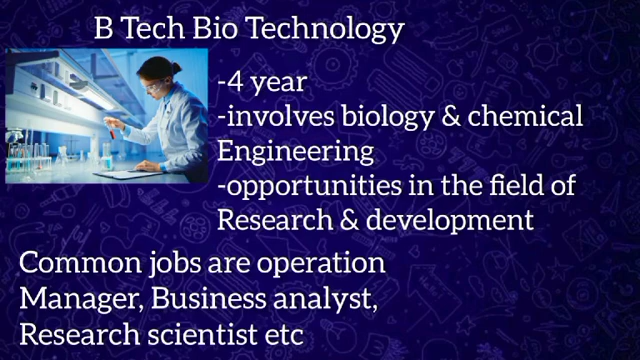 B Tech Bio Technology
-4 year
-involves biology & chemical
Engineering
-opportunities in the field of
Research & development
Common jobs are operation
Manager, Business analyst,
Research scientist etc